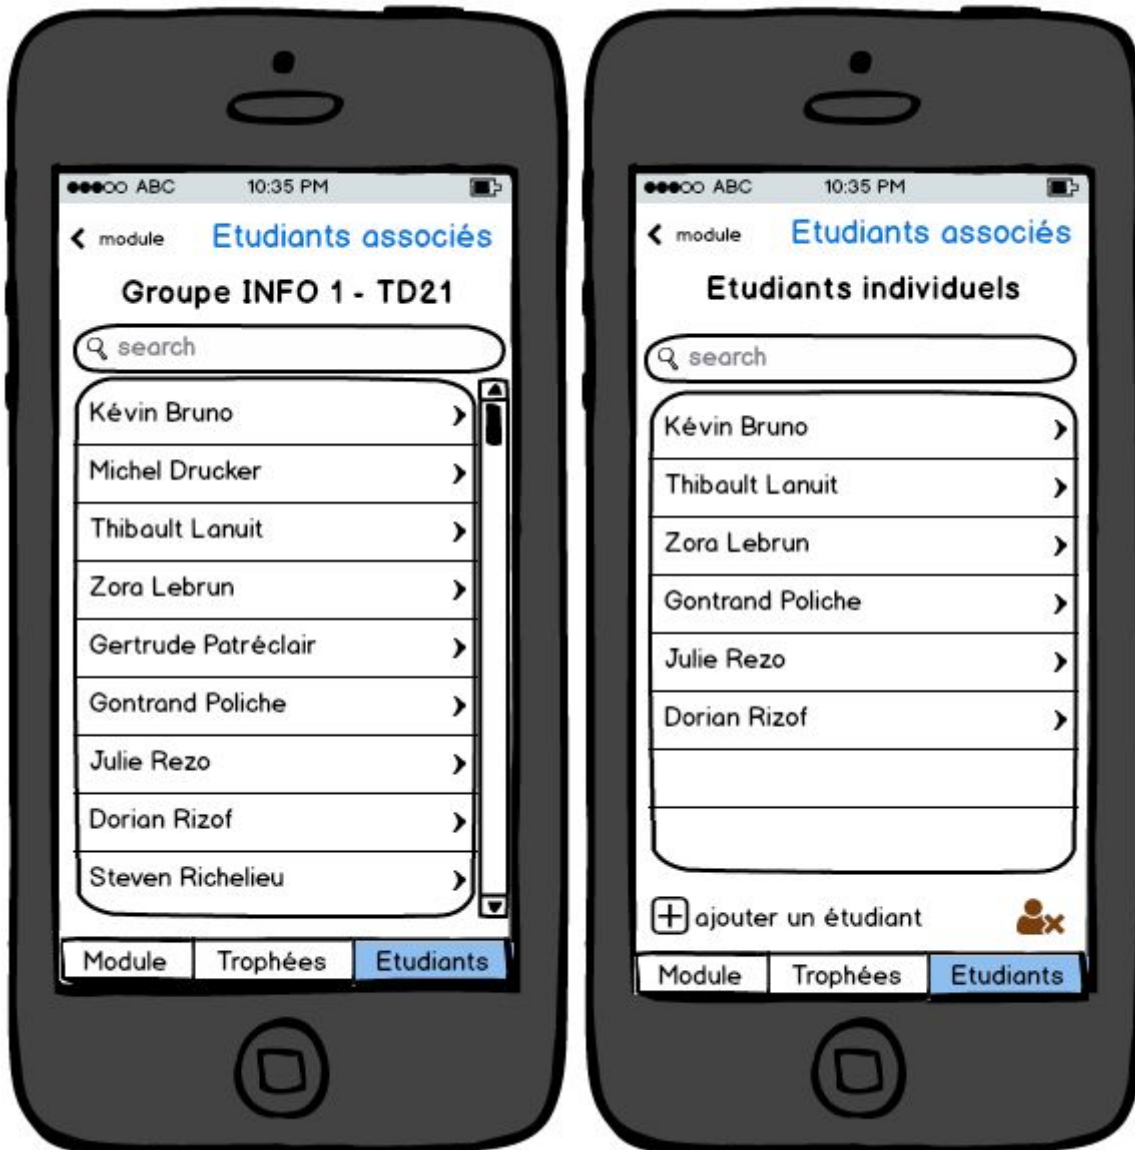 ABC 10:35 PM
module Etudiants associés
Groupe INFO 1 - TD21
search
Kévin Bruno
Michel Drucker
Thibault Lanuit
Zora Lebrun
Gertrude Patréclair
Gontrand Poliche
Julie Rezo
Dorian Rizof
Steven Richelieu
Module Trophées Etudiants
ABC 10:35 PM
module Etudiants associés
Etudiants individuels
search
Kévin Bruno
Thibault Lanuit
Zora Lebrun
Gontrand Poliche
Julie Rezo
Dorian Rizof
ajouter un étudiant
Module Trophées Etudiants